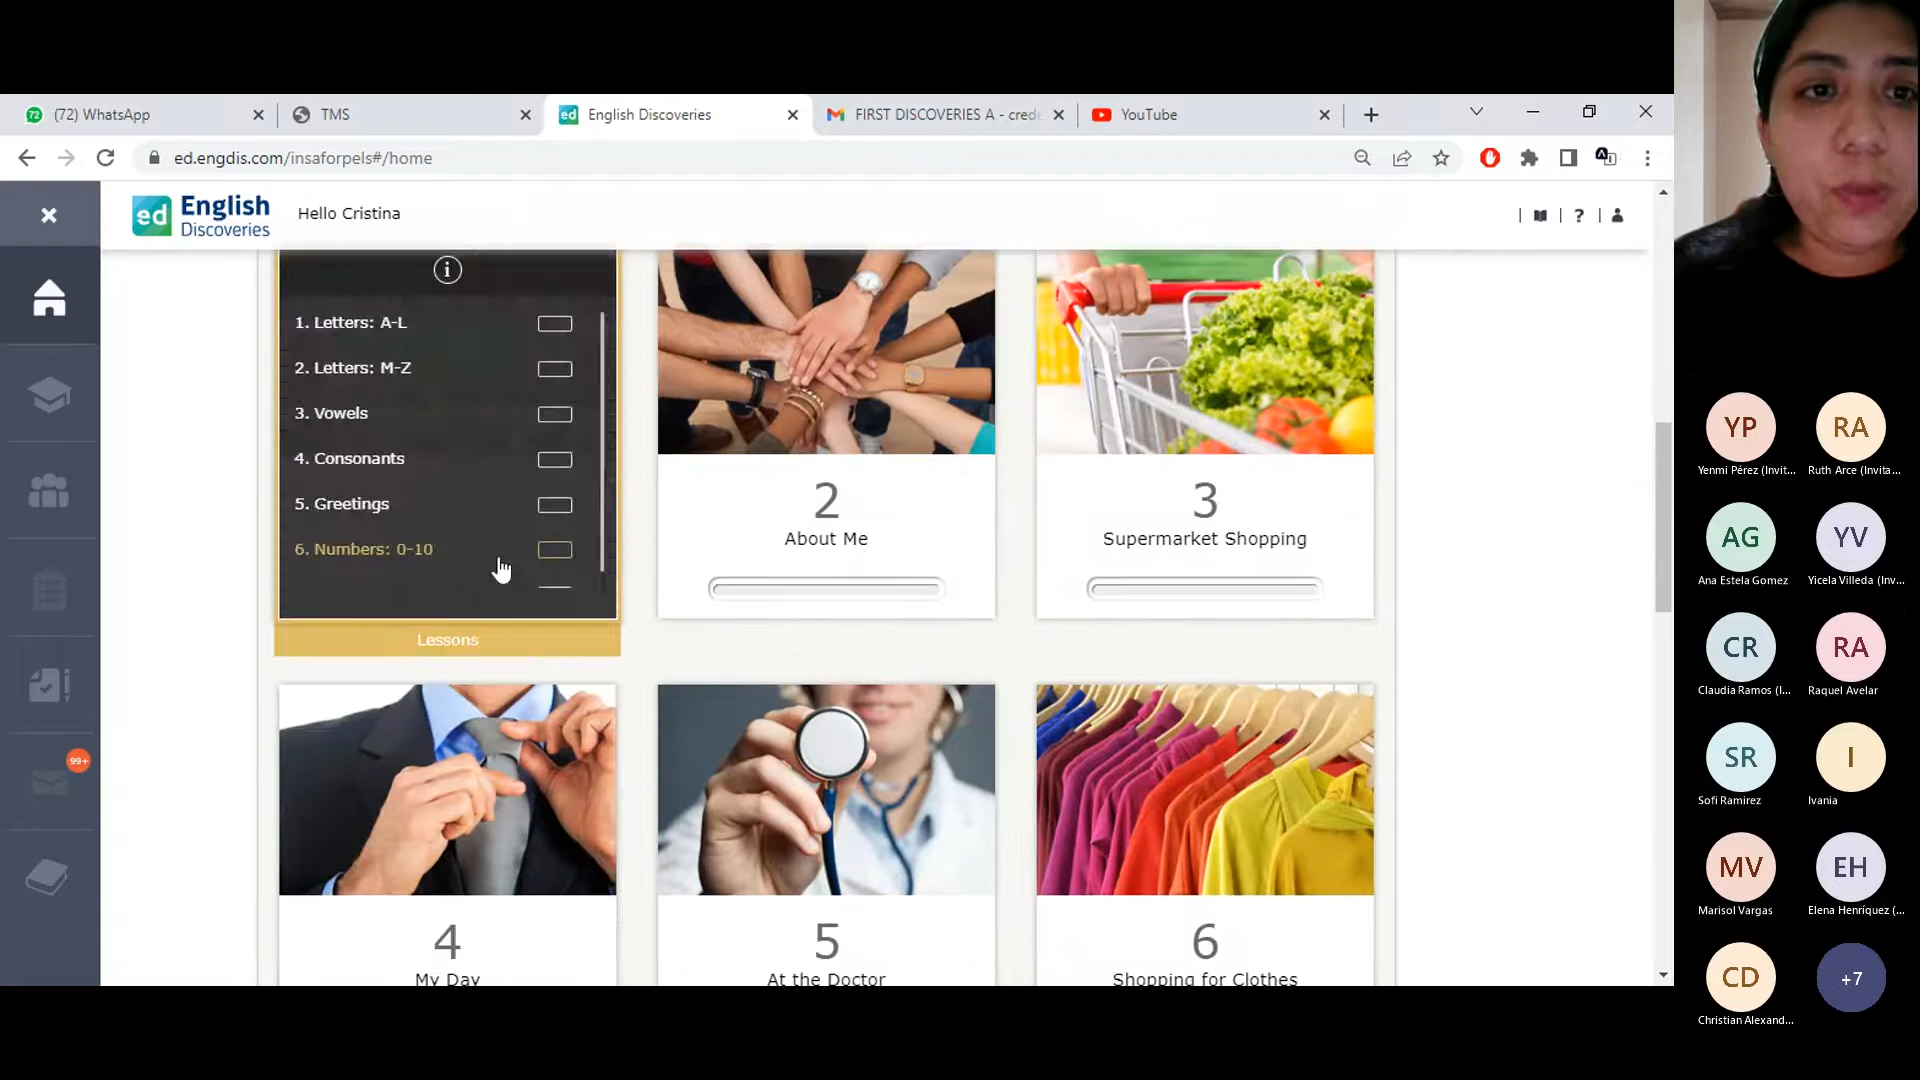 (72) WhatsApp
TMS
English Discoveries
FIRST DISCOVERIES A - crede
YouTube
ed.engdis.com/insaforpels#/home
ed English Discoveries
Hello Cristina
?
i
1. Letters: A-L
2. Letters: M-Z
3. Vowels
4. Consonants
5. Greetings
6. Numbers: 0-10
Lessons
2
About Me
3
Supermarket Shopping
4
My Day
5
At the Doctor
6
Shopping for Clothes
99+
YP
Yenmi Pérez (Invit...
RA
Ruth Arce (Invita...
AG
Ana Estela Gomez
YV
Yicela Villeda (Inv...
CR
Claudia Ramos (I...
RA
Raquel Avelar
SR
Sofi Ramirez
I
Ivania
MV
Marisol Vargas
EH
Elena Henríquez (...
CD
Christian Alexand...
+7